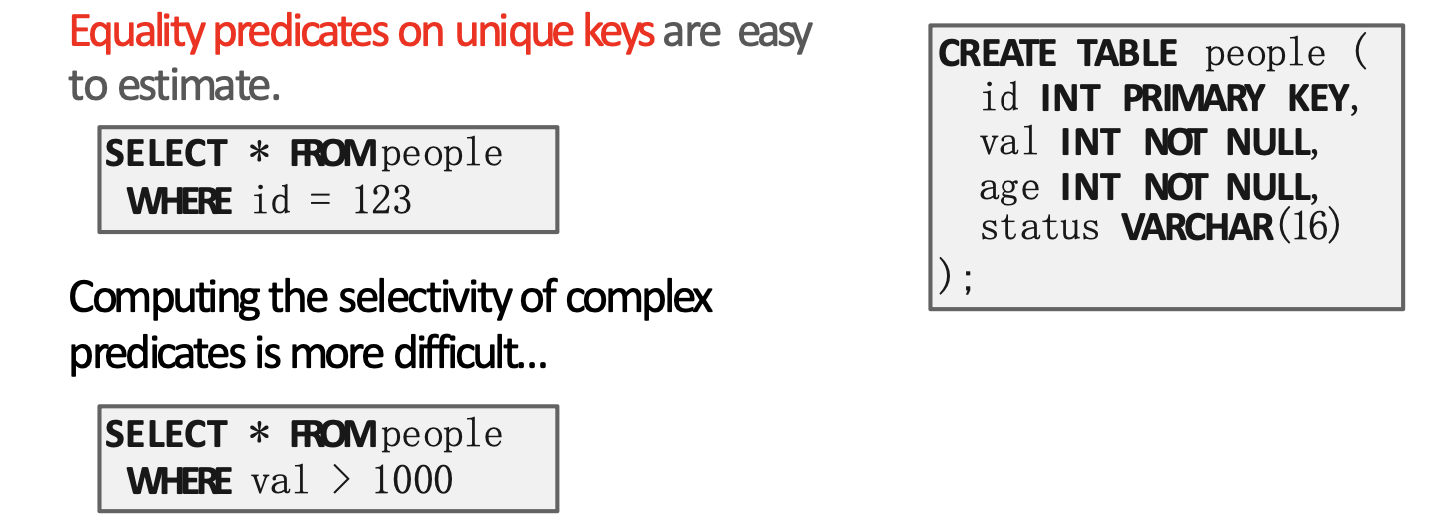 Equality predicates on unique keys are easy
to estimate.
SELECT * FROM people
WHERE id = 123
Computing the selectivity of complex
predicates is more difficult...
SELECT * FROM people
WHERE val > 1000
CREATE TABLE people (
id INT PRIMARY KEY,
val INT NOT NULL,
age INT NOT NULL,
status VARCHAR(16)
);